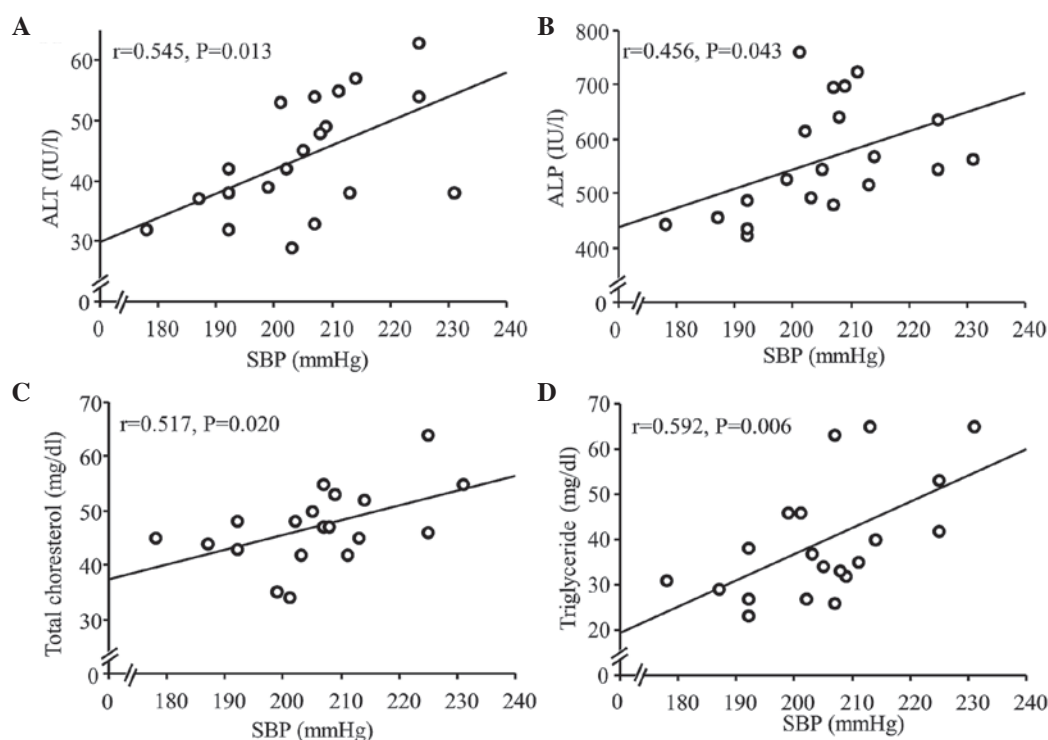 A
r=0.545, P=0.013
ALT (IU/l)
60
50
40
30
0
0 180 190 200 210 220 230 240
SBP (mmHg)
B
r=0.456, P=0.043
ALP (IU/l)
800
700
600
500
400
0
0 180 190 200 210 220 230 240
SBP (mmHg)
C
r=0.517, P=0.020
Total choresterol (mg/dl)
70
60
50
40
30
0
0 180 190 200 210 220 230 240
SBP (mmHg)
D
r=0.592, P=0.006
Triglyceride (mg/dl)
70
60
50
40
30
20
0
0 180 190 200 210 220 230 240
SBP (mmHg)